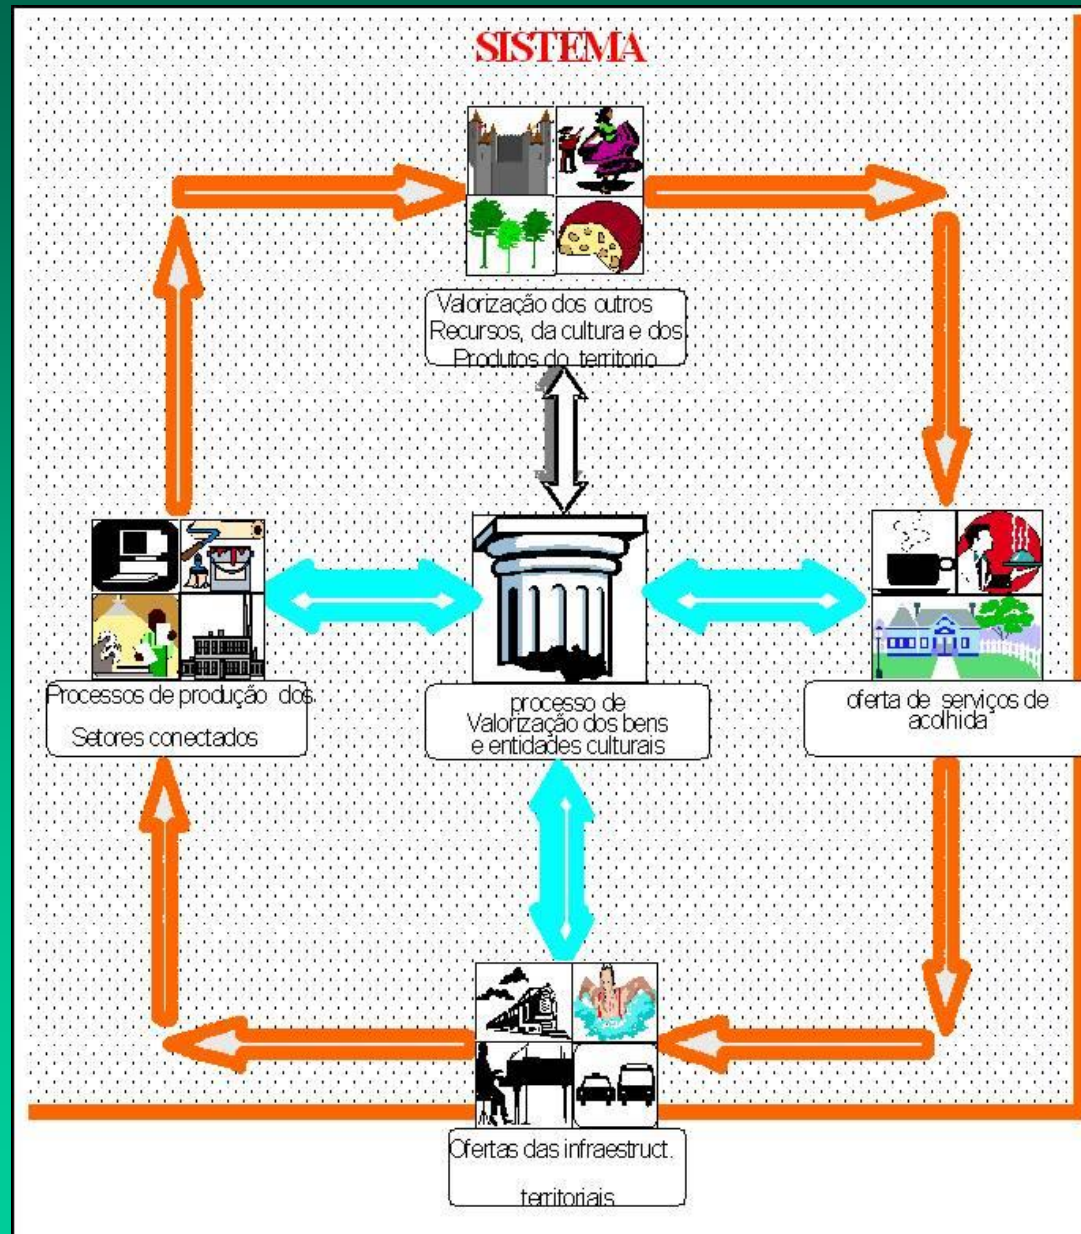 SISTEMA
Valorização dos outros
Recursos, da cultura e dos
Produtos do territorio
Processos de produção dos
Setores conectados
processo de
Valorização dos bens
e entidades culturais
oferta de serviços de
acolhida
Ofertas das infraestruct.
territoriais